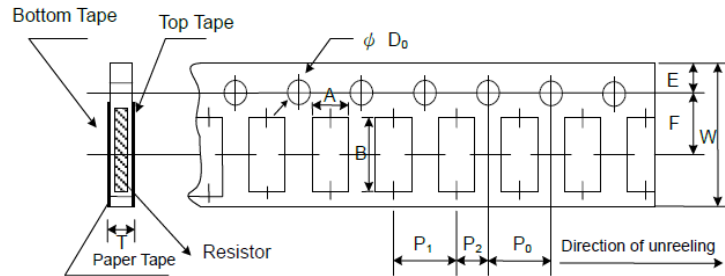 Bottom Tape
Top Tape
ϕ D₀
A
B
E
F
W
T
Paper Tape
Resistor
P₁
P₂
P₀
Direction of unreeling